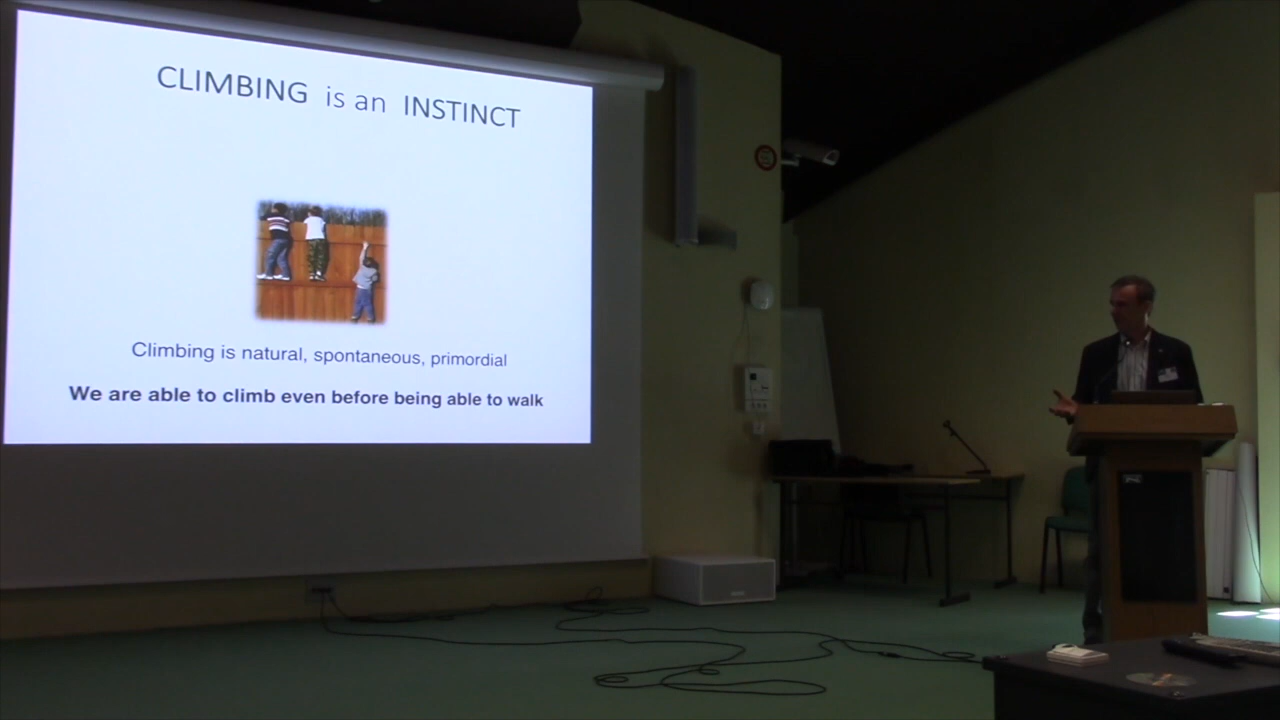 CLIMBING is an INSTINCT
Climbing is natural, spontaneous, primordial
We are able to climb even before being able to walk